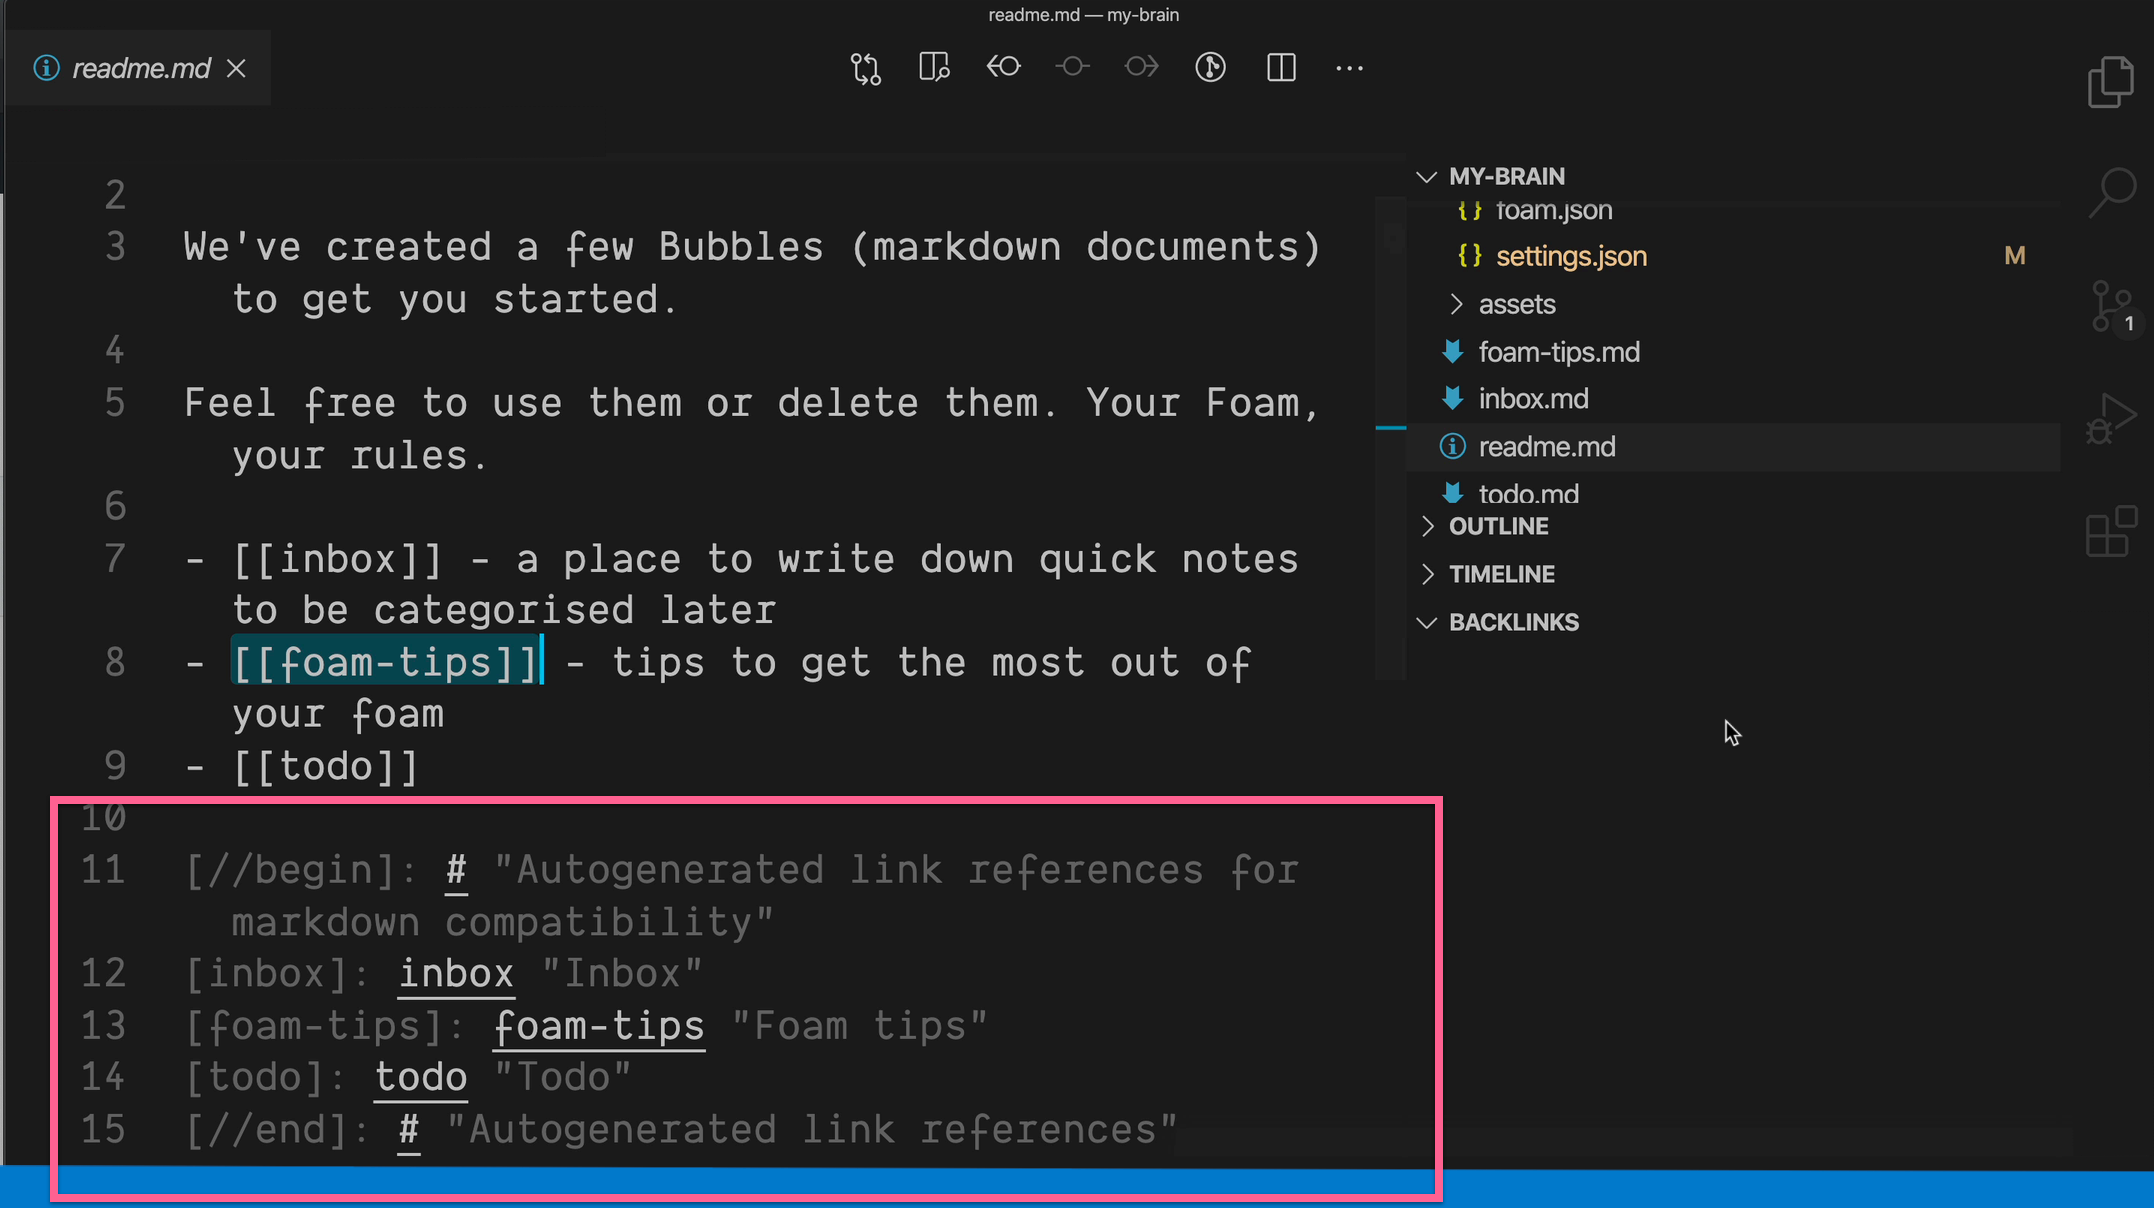 readme.md — my-brain
readme.md
2
3 We've created a few Bubbles (markdown documents)
to get you started.
4
5 Feel free to use them or delete them. Your Foam,
your rules.
6
7 - [[inbox]] - a place to write down quick notes
to be categorised later
8 - [[foam-tips]] - tips to get the most out of
your foam
9 - [[todo]]
10
11 [//begin]: # "Autogenerated link references for
markdown compatibility"
12 [inbox]: inbox "Inbox"
13 [foam-tips]: foam-tips "Foam tips"
14 [todo]: todo "Todo"
15 [//end]: # "Autogenerated link references"
MY-BRAIN
{} foam.json
{} settings.json M
assets
foam-tips.md
inbox.md
readme.md
todo.md
OUTLINE
TIMELINE
BACKLINKS
1